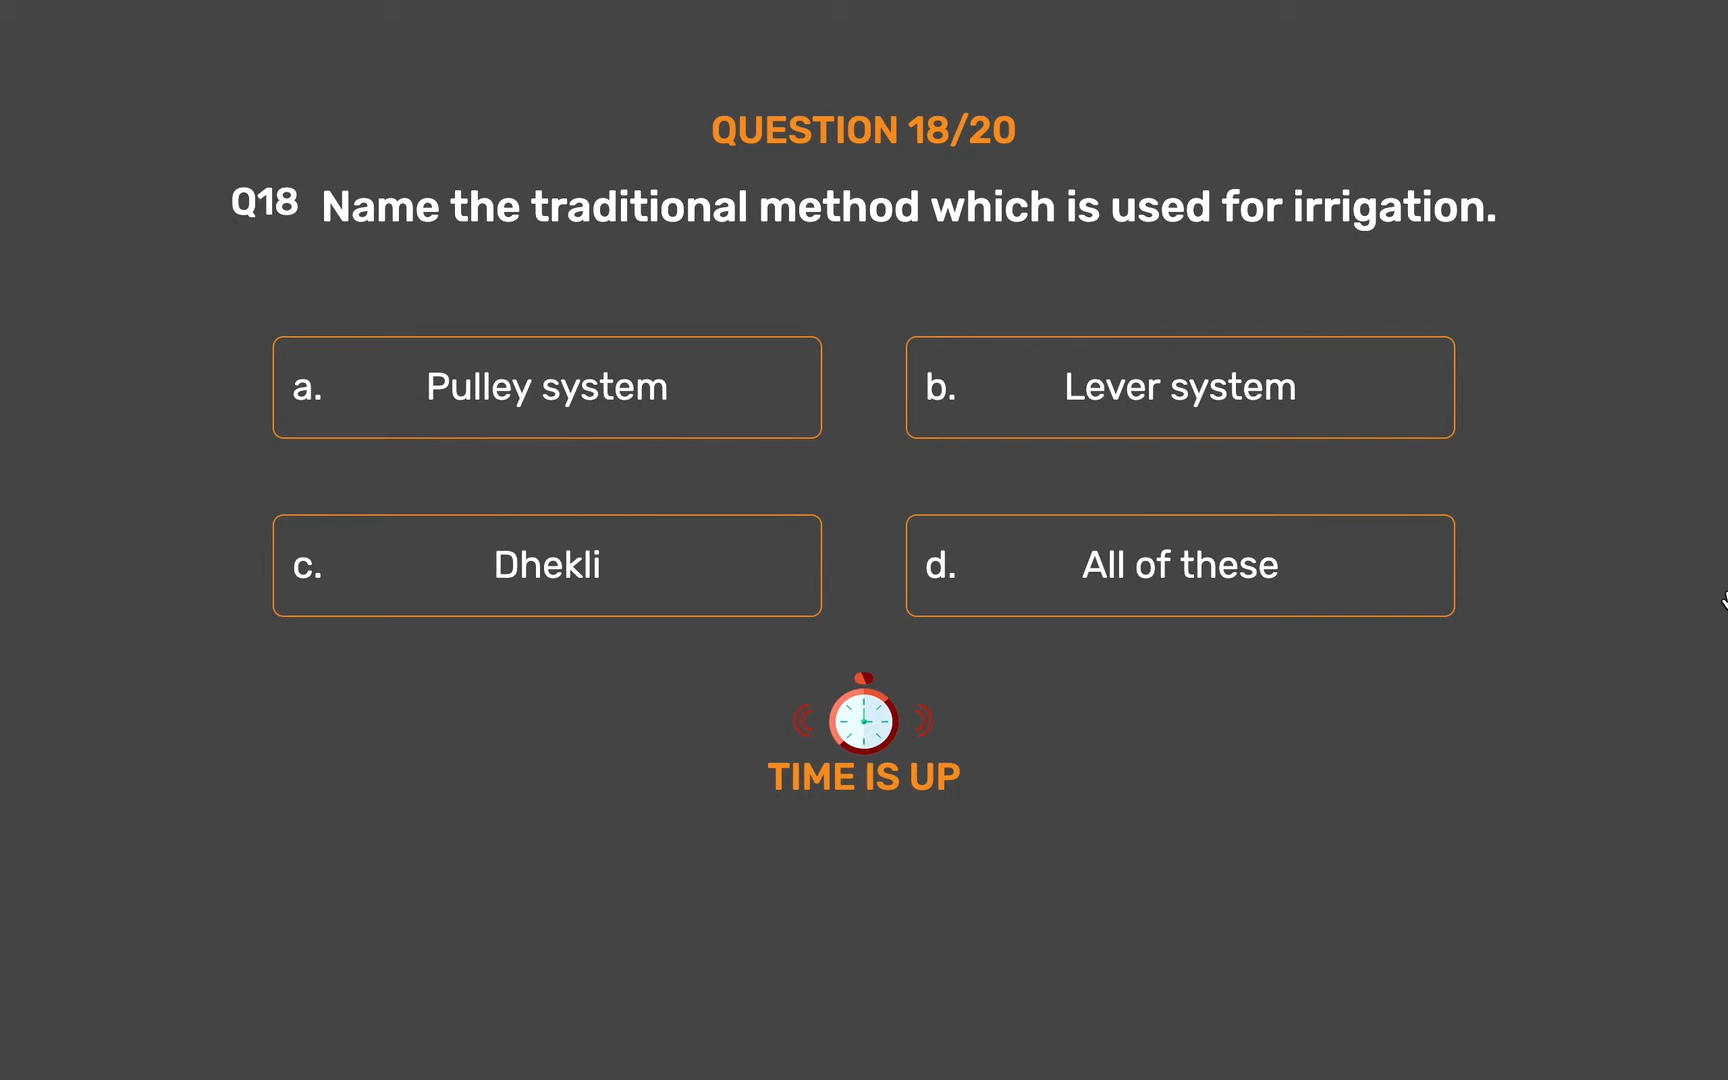 QUESTION 18/20
Q18 Name the traditional method which is used for irrigation.
a. Pulley system
b. Lever system
c. Dhekli
d. All of these
TIME IS UP